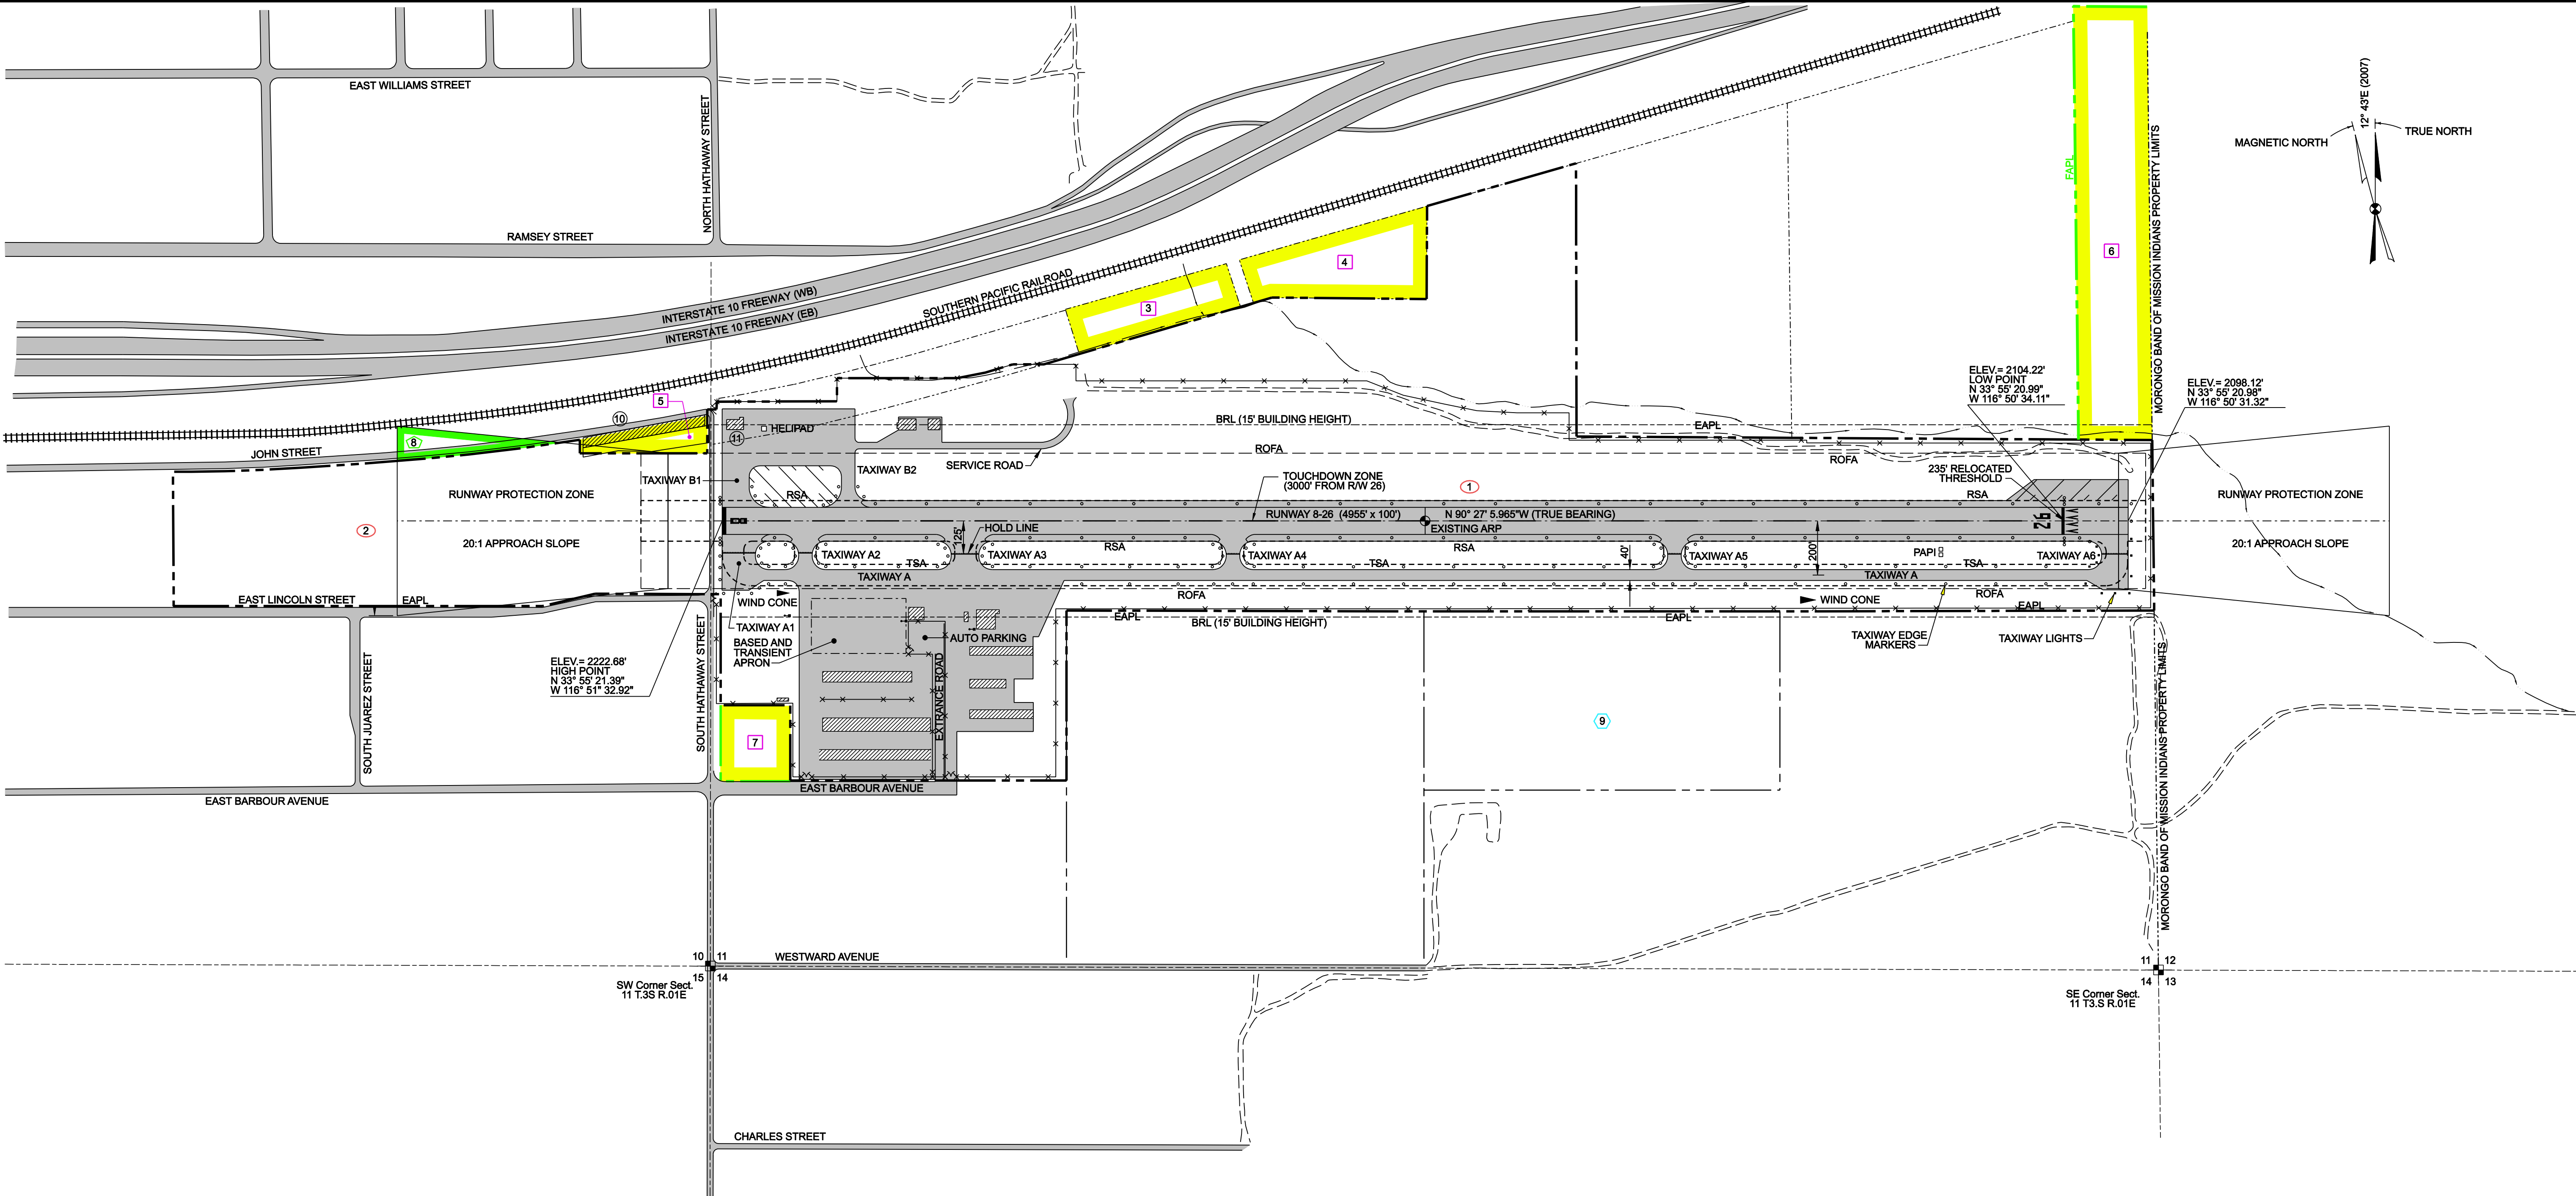 EAST WILLIAMS STREET
NORTH HATHAWAY STREET
RAMSEY STREET
INTERSTATE 10 FREEWAY (WB)
INTERSTATE 10 FREEWAY (EB)
SOUTHERN PACIFIC RAILROAD
3
4
6
FAPL
MORONGO BAND OF MISSION INDIANS PROPERTY LIMITS
12° 43'E (2007)
MAGNETIC NORTH
TRUE NORTH
ELEV.= 2104.22'
LOW POINT
N 33° 55' 20.99"
W 116° 50' 34.11"
ELEV.= 2098.12'
N 33° 55' 20.98"
W 116° 50' 31.32"
5
10
8
JOHN STREET
11
HELIPAD
BRL (15' BUILDING HEIGHT)
EAPL
ROFA
ROFA
SERVICE ROAD
TAXIWAY B2
TAXIWAY B1
RSA
TOUCHDOWN ZONE
(3000' FROM R/W 26)
1
235' RELOCATED
THRESHOLD
RSA
RUNWAY PROTECTION ZONE
2
20:1 APPROACH SLOPE
RUNWAY PROTECTION ZONE
20:1 APPROACH SLOPE
RUNWAY 8-26 (4955' x 100')
N 90° 27' 5.965"W (TRUE BEARING)
EXISTING ARP
26
125'
HOLD LINE
TAXIWAY A2
TAXIWAY A3
RSA
TAXIWAY A4
RSA
TAXIWAY A5
PAPI
TAXIWAY A6
TSA
TSA
TSA
40'
200'
TAXIWAY A
TAXIWAY A
EAST LINCOLN STREET
EAPL
WIND CONE
ROFA
WIND CONE
ROFA
EAPL
TAXIWAY A1
BASED AND
TRANSIENT
APRON
AUTO PARKING
EAPL
BRL (15' BUILDING HEIGHT)
EAPL
TAXIWAY EDGE
MARKERS
TAXIWAY LIGHTS
ELEV.= 2222.68'
HIGH POINT
N 33° 55' 21.39"
W 116° 51" 32.92"
SOUTH JUAREZ STREET
SOUTH HATHAWAY STREET
ENTRANCE ROAD
7
9
MORONGO BAND OF MISSION INDIANS PROPERTY LIMITS
EAST BARBOUR AVENUE
EAST BARBOUR AVENUE
10 11
15 14
WESTWARD AVENUE
SW Corner Sect.
11 T.3S R.01E
11 12
14 13
SE Corner Sect.
11 T3.S R.01E
CHARLES STREET